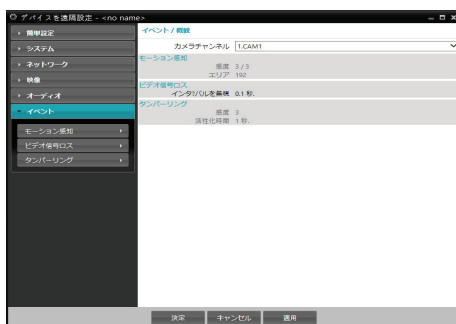 デバイスを遠隔設定 - <no name>
簡単設定
システム
ネットワーク
映像
オーディオ
イベント
モーション感知
ビデオ信号ロス
タンパーリング
イベント / 概観
カメラチャンネル 1.CAM1
モーション感知
感度 3 / 3
エリア 192
ビデオ信号ロス
インタバルを無視 0.1 秒.
タンパーリング
感度 3
活性化時間 1 秒.
決定 キャンセル 適用